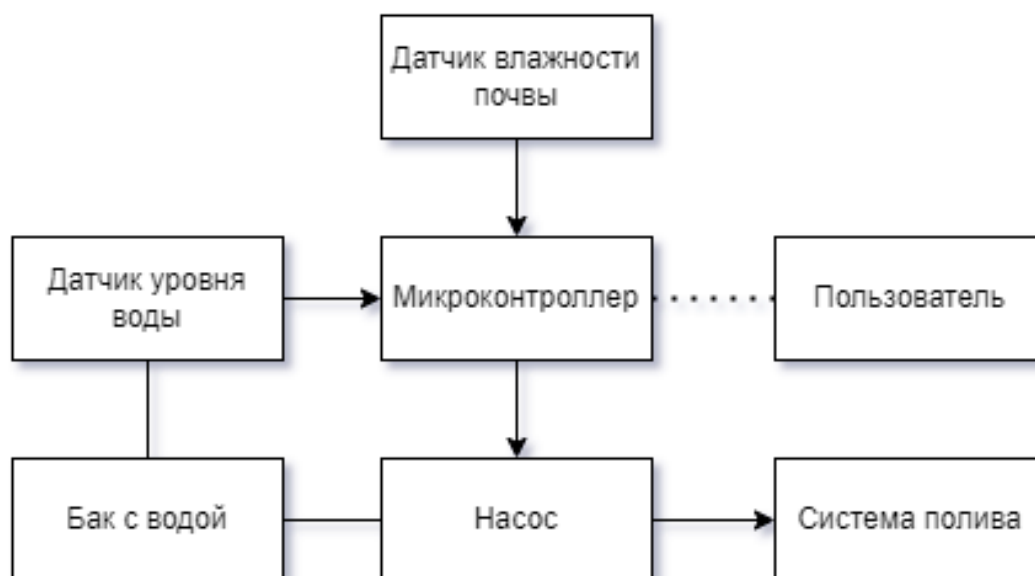 Датчик влажности
почвы
Датчик уровня
воды
Микроконтроллер
Пользователь
Бак с водой
Насос
Система полива